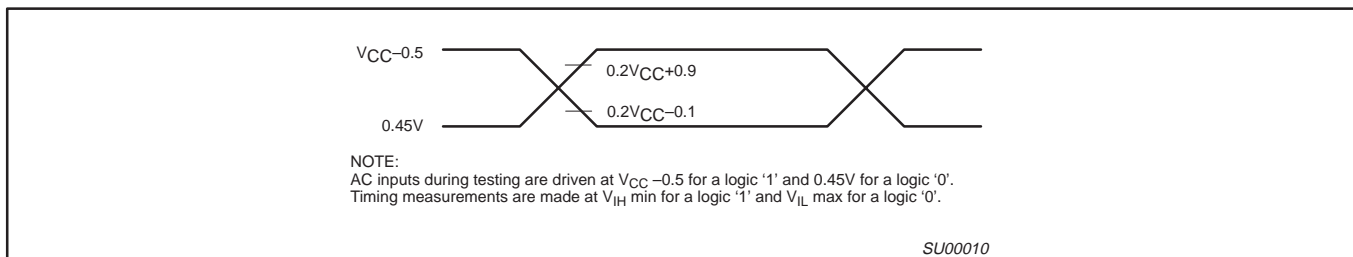 VCC–0.5
0.2VCC+0.9
0.2VCC–0.1
0.45V
NOTE:
AC inputs during testing are driven at VCC –0.5 for a logic ‘1’ and 0.45V for a logic ‘0’.
Timing measurements are made at VIH min for a logic ‘1’ and VIL max for a logic ‘0’.
SU00010